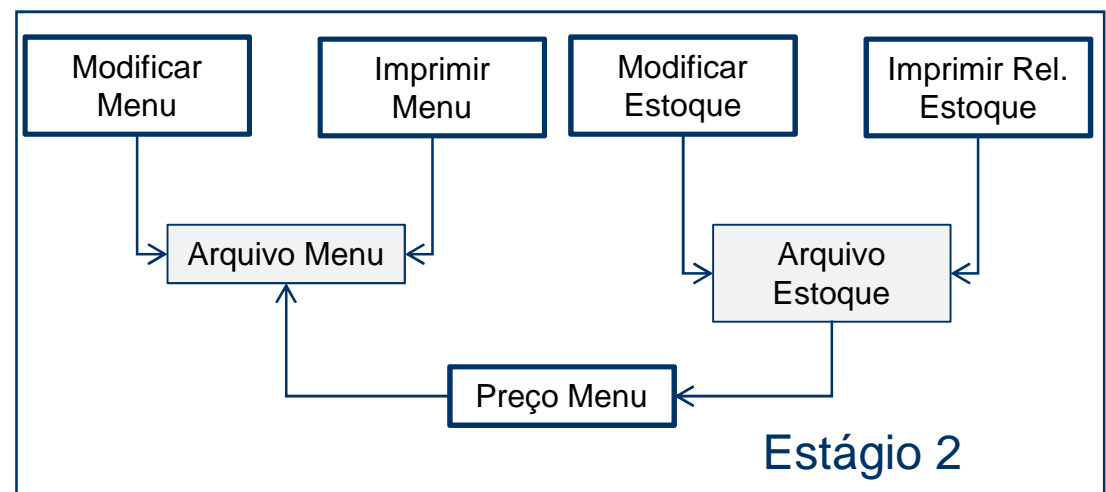 Modificar
Menu
Imprimir
Menu
Modificar
Estoque
Imprimir Rel.
Estoque
Arquivo Menu
Arquivo
Estoque
Preço Menu
Estágio 2